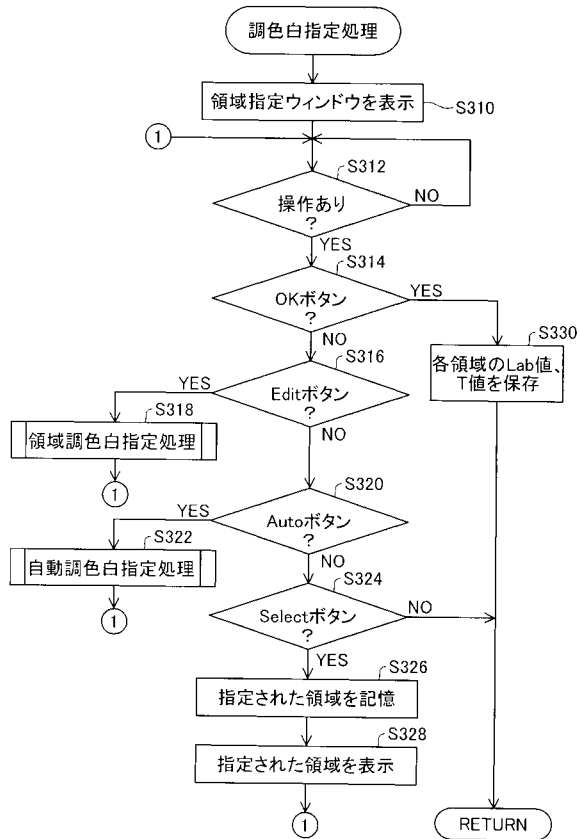 調色白指定処理
領域指定ウィンドウを表示
S310
1
S312
操作あり
?
NO
YES
S314
OKボタン
?
YES
NO
S330
各領域のLab値、
T値を保存
S316
Editボタン
?
YES
NO
S318
領域調色白指定処理
1
S320
Autoボタン
?
YES
NO
S322
自動調色白指定処理
1
S324
Selectボタン
?
NO
YES
S326
指定された領域を記憶
S328
指定された領域を表示
1
RETURN